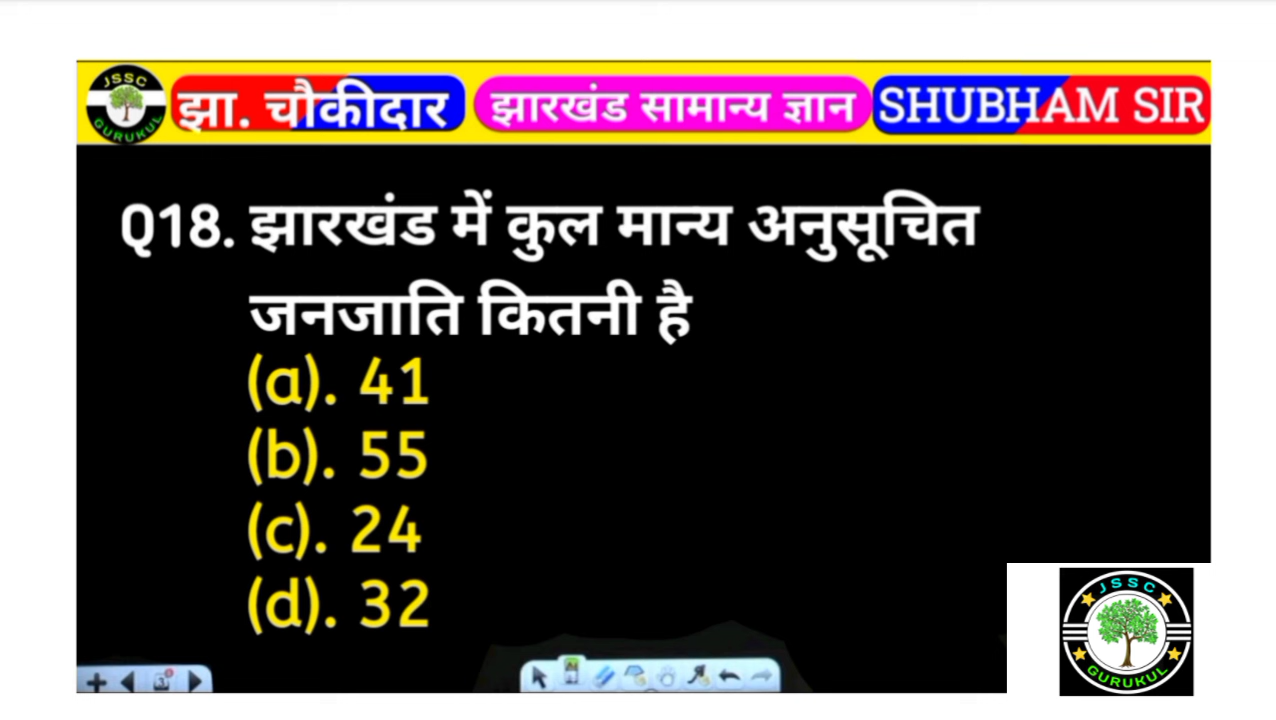 JSSC GURUKUL
झा. चौकीदार
झारखंड सामान्य ज्ञान
SHUBHAM SIR
Q18. झारखंड में कुल मान्य अनुसूचित
जनजाति कितनी है
(a). 41
(b). 55
(c). 24
(d). 32
JSSC
GURUKUL